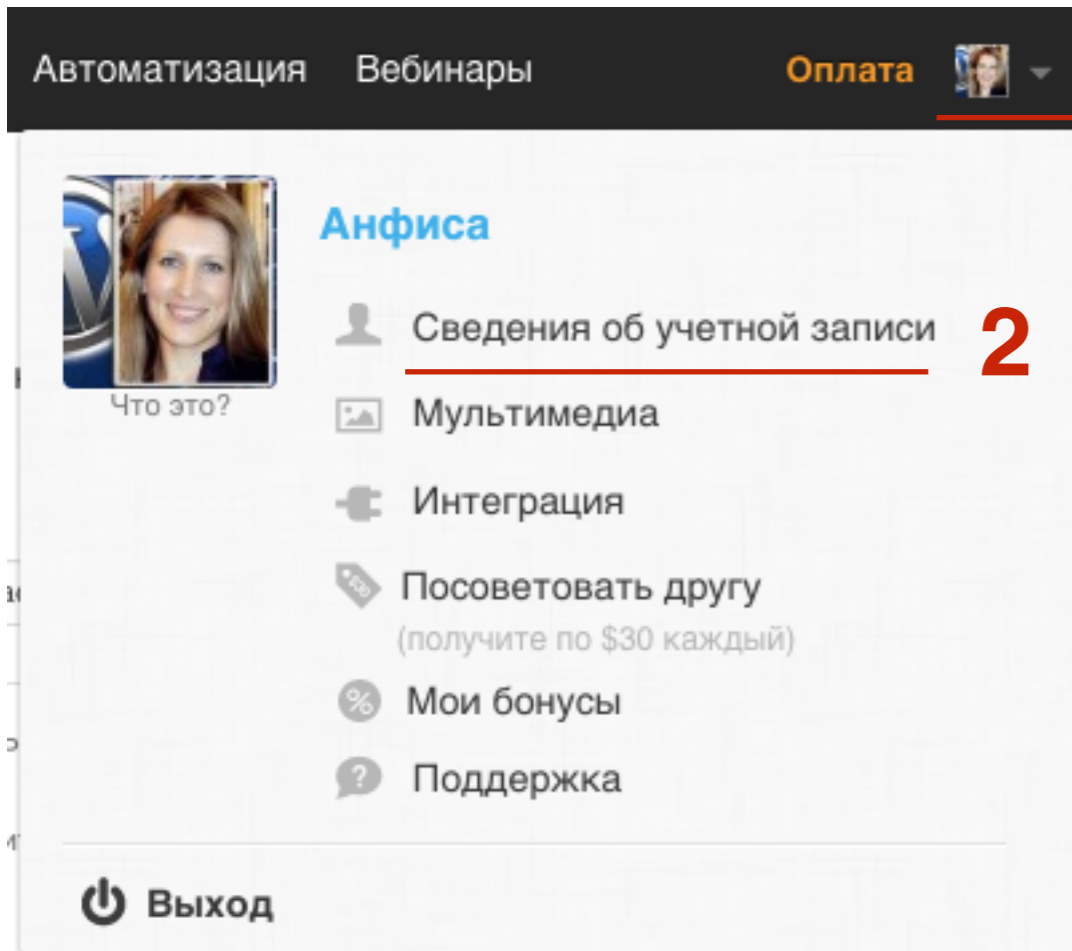 Автоматизация Вебинары Оплата
Анфиса
Сведения об учетной записи 2
Что это?
Мультимедиа
Интеграция
$30
Посоветовать другу
(получите по $30 каждый)
%
Мои бонусы
?
Поддержка
Выход